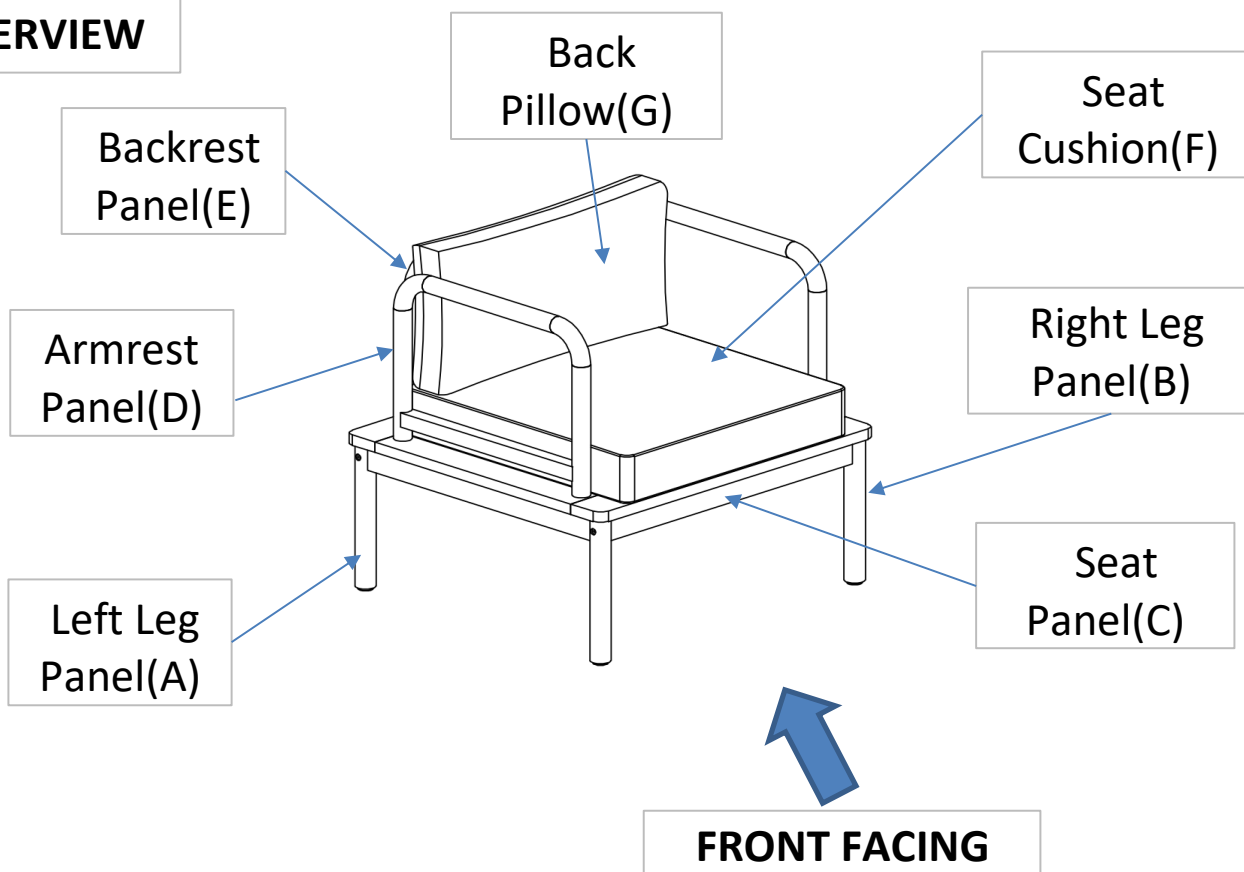 ERVIEW
Back
Pillow(G)
Seat
Cushion(F)
Backrest
Panel(E)
Armrest
Panel(D)
Right Leg
Panel(B)
Left Leg
Panel(A)
Seat
Panel(C)
FRONT FACING